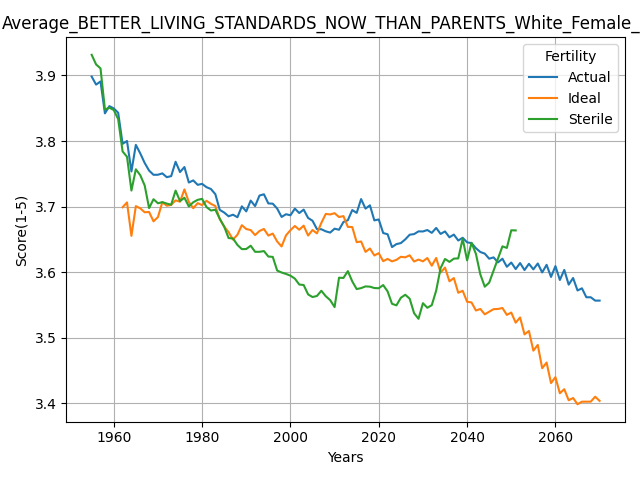 Average_BETTER_LIVING_STANDARDS_NOW_THAN_PARENTS_White_Female_
Fertility
Actual
Ideal
Sterile
Score(1-5)
3.9
3.8
3.7
3.6
3.5
3.4
1960 1980 2000 2020 2040 2060
Years